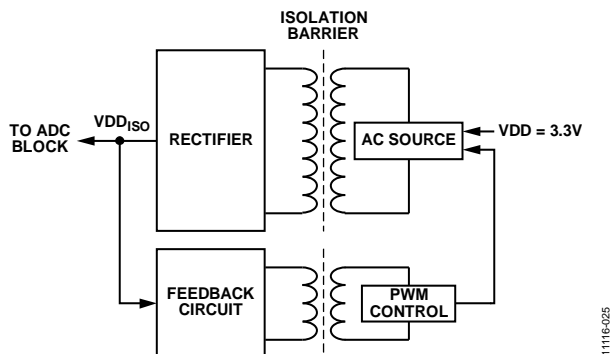 ISOLATION
BARRIER
VDDISO
TO ADC
BLOCK
RECTIFIER
AC SOURCE
VDD = 3.3V
FEEDBACK
CIRCUIT
PWM
CONTROL
11116-025